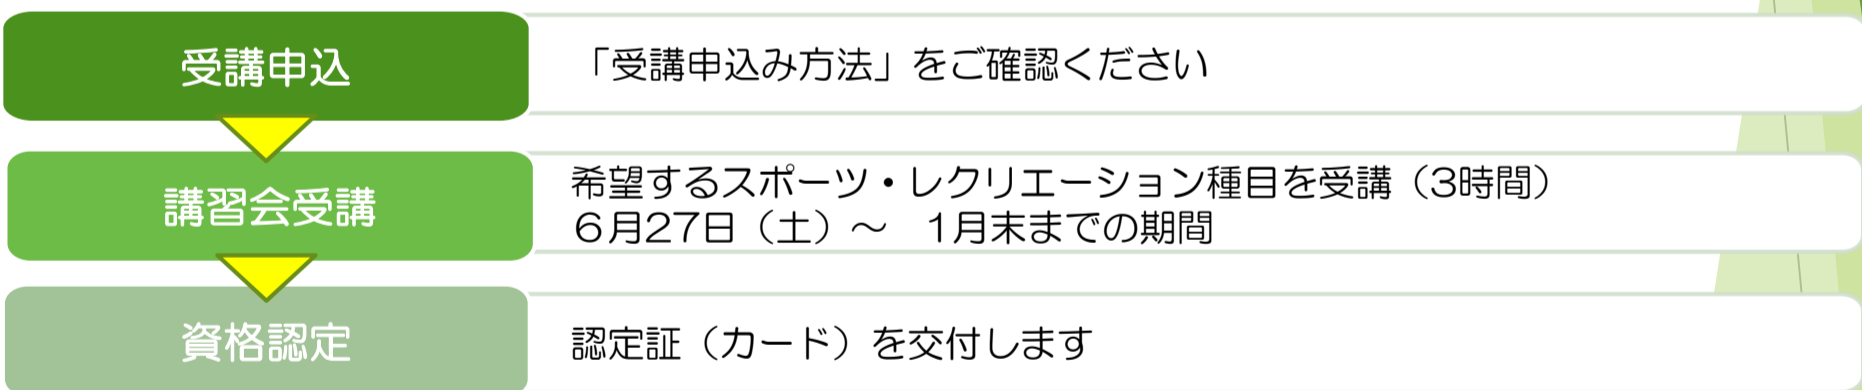 受講申込
「受講申込み方法」をご確認ください
講習会受講
希望するスポーツ・レクリエーション種目を受講（3時間）
６月27日（土）～　1月末までの期間
資格認定
認定証（カード）を交付します